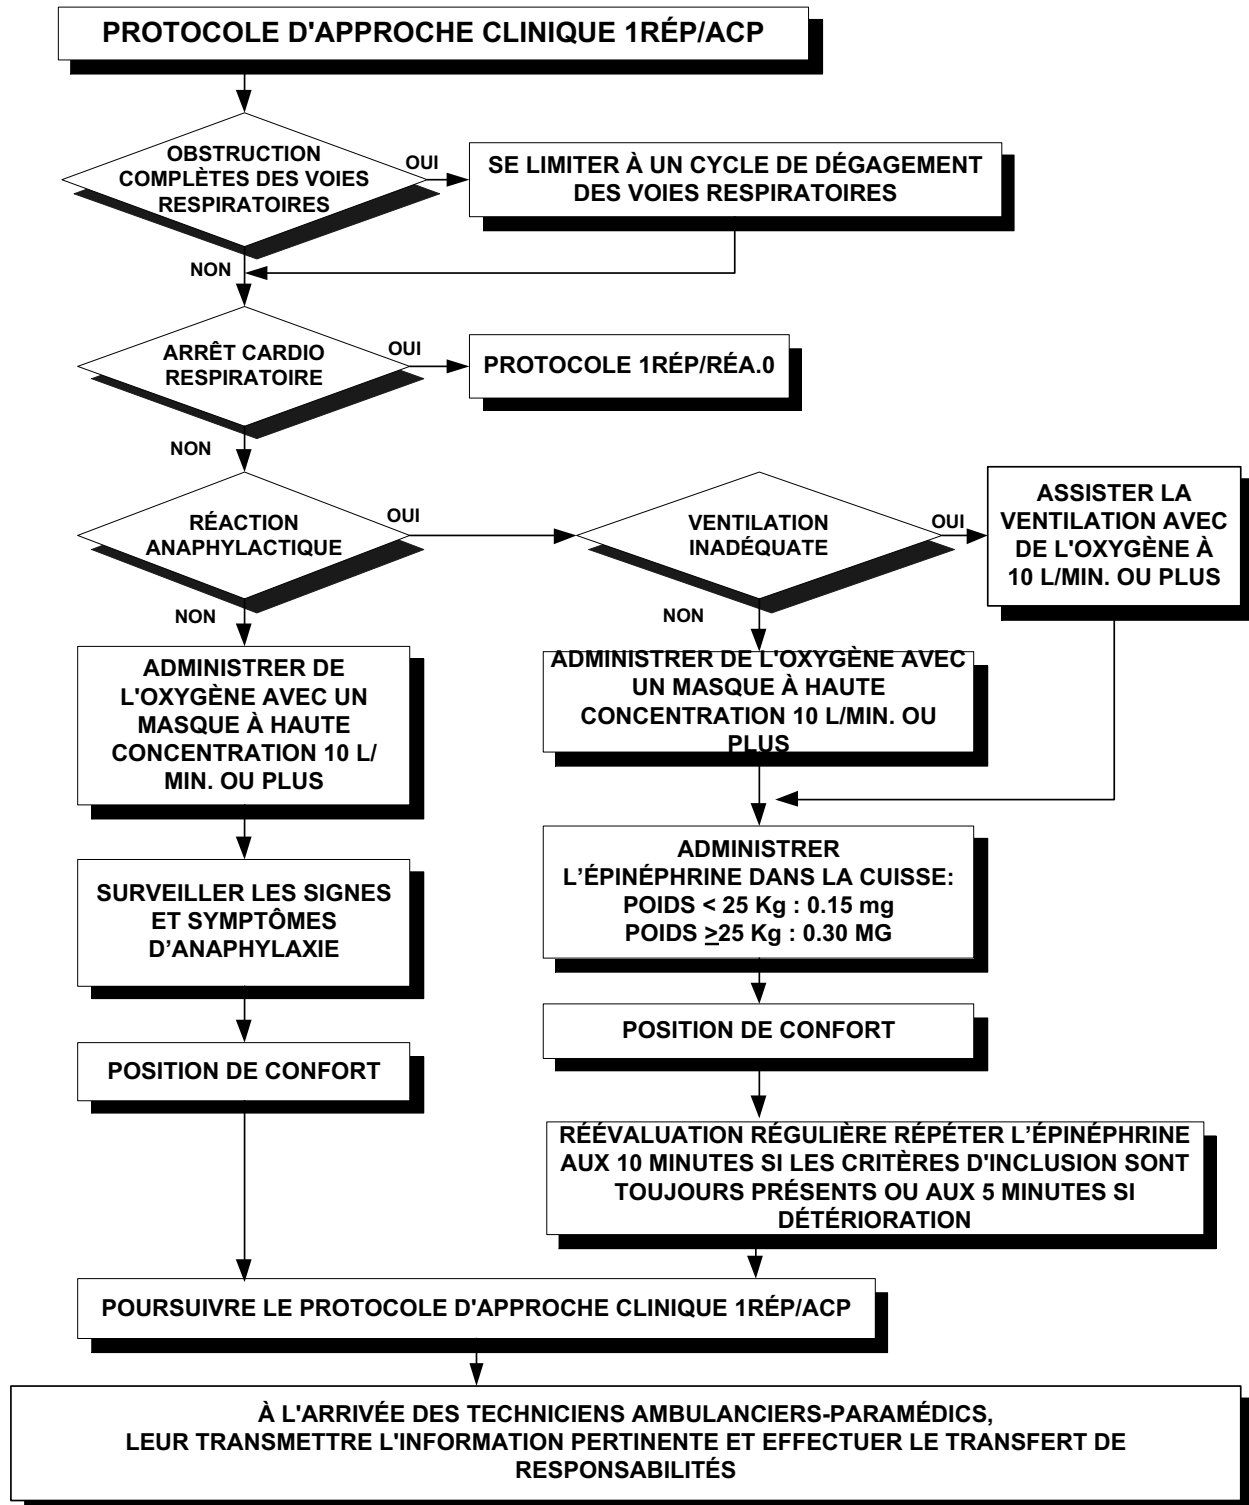 PROTOCOLE D'APPROCHE CLINIQUE 1RÉP/ACP
OBSTRUCTION
COMPLÈTES DES VOIES
RESPIRATOIRES
OUI
SE LIMITER À UN CYCLE DE DÉGAGEMENT
DES VOIES RESPIRATOIRES
NON
ARRÊT CARDIO
RESPIRATOIRE
OUI
PROTOCOLE 1RÉP/RÉA.0
NON
RÉACTION
ANAPHYLACTIQUE
OUI
VENTILATION
INADÉQUATE
OUI
ASSISTER LA
VENTILATION AVEC
DE L'OXYGÈNE À
10 L/MIN. OU PLUS
NON
NON
ADMINISTRER DE
L'OXYGÈNE AVEC UN
MASQUE À HAUTE
CONCENTRATION 10 L/
MIN. OU PLUS
ADMINISTRER DE L'OXYGÈNE AVEC
UN MASQUE À HAUTE
CONCENTRATION 10 L/MIN. OU
PLUS
SURVEILLER LES SIGNES
ET SYMPTÔMES
D’ANAPHYLAXIE
ADMINISTRER
L’ÉPINÉPHRINE DANS LA CUISSE:
POIDS < 25 Kg : 0.15 mg
POIDS >25 Kg : 0.30 MG
POSITION DE CONFORT
POSITION DE CONFORT
RÉÉVALUATION RÉGULIÈRE RÉPÉTER L’ÉPINÉPHRINE
AUX 10 MINUTES SI LES CRITÈRES D'INCLUSION SONT
TOUJOURS PRÉSENTS OU AUX 5 MINUTES SI
DÉTÉRIORATION
POURSUIVRE LE PROTOCOLE D'APPROCHE CLINIQUE 1RÉP/ACP
À L'ARRIVÉE DES TECHNICIENS AMBULANCIERS-PARAMÉDICS,
LEUR TRANSMETTRE L'INFORMATION PERTINENTE ET EFFECTUER LE TRANSFERT DE
RESPONSABILITÉS